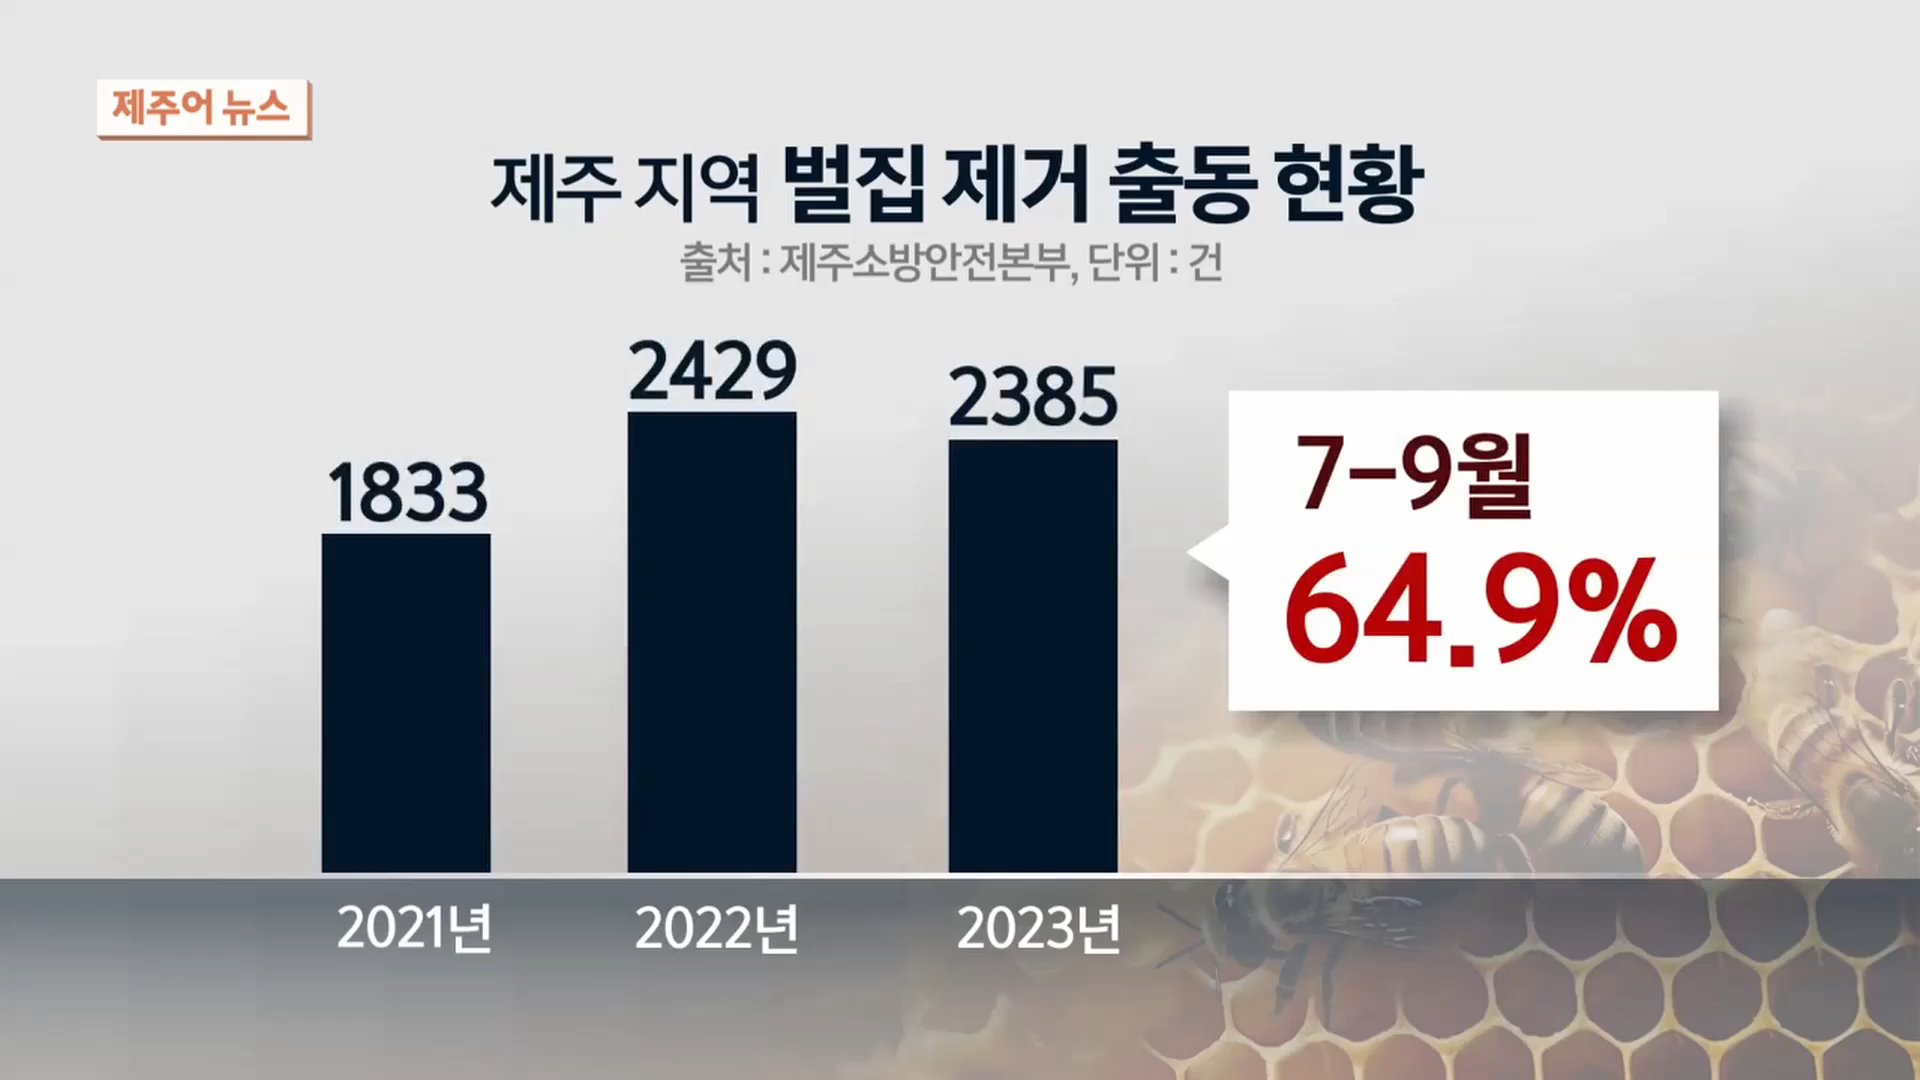 제주어 뉴스
제주 지역 벌집 제거 출동 현황
출처 : 제주소방안전본부, 단위 : 건
1833
2429
2385
7-9월
64.9%
2021년
2022년
2023년